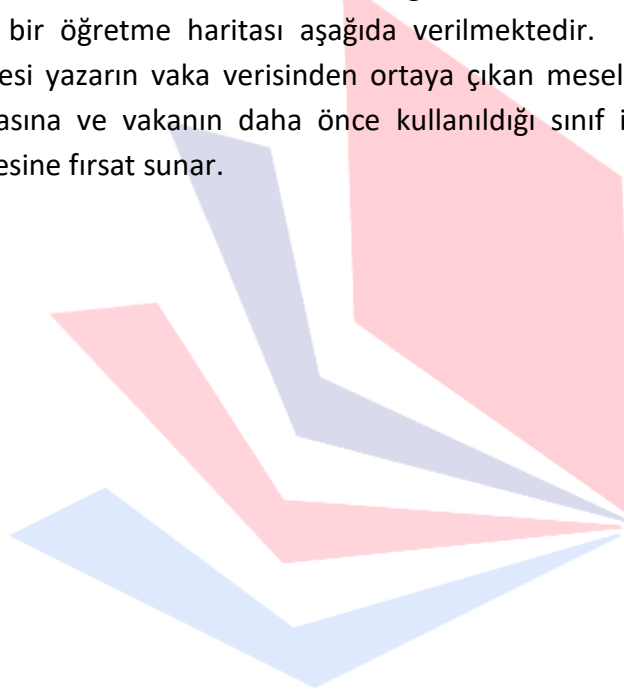 bir öğretme haritası aşağıda verilmektedir.
esi yazarın vaka verisinden ortaya çıkan mesel
asına ve vakanın daha önce kullanıldığı sınıf i
esine fırsat sunar.